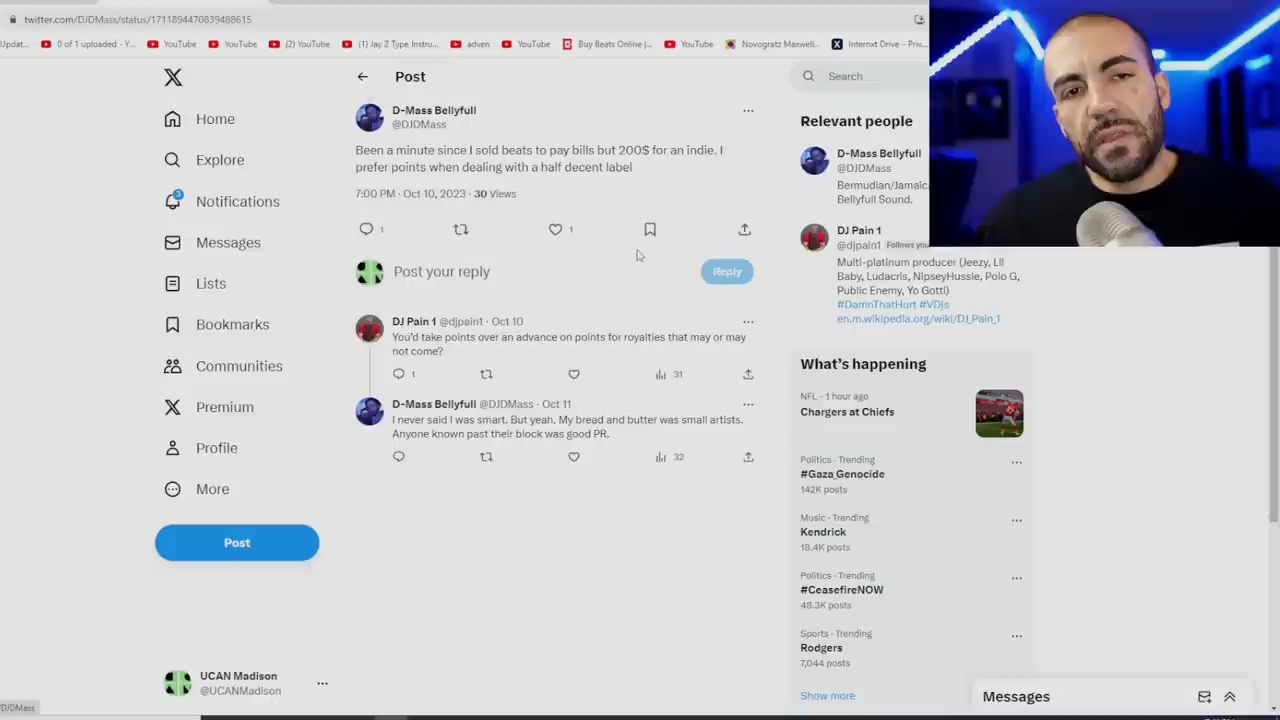 twitter.com/DJDMass/status/1711894470839488615
Updat...
0 of 1 uploaded - Y...
YouTube
YouTube
(2) YouTube
(1) Jay Z Type Instru...
adven
YouTube
Buy Beats Online |...
YouTube
Novogratz Maxwell...
Internxt Drive – Priv...
Home
Explore
3
Notifications
Messages
Lists
Bookmarks
Communities
Premium
Profile
More
Post
UCAN Madison
@UCANMadison
/DJDMass
Post
D-Mass Bellyfull
@DJDMass
Been a minute since I sold beats to pay bills but 200$ for an indie. I
prefer points when dealing with a half decent label
7:00 PM · Oct 10, 2023 · 30 Views
1
1
Post your reply
Reply
DJ Pain 1 @djpain1 · Oct 10
You'd take points over an advance on points for royalties that may or may
not come?
1
31
D-Mass Bellyfull @DJDMass · Oct 11
I never said I was smart. But yeah. My bread and butter was small artists.
Anyone known past their block was good PR.
32
Search
Relevant people
D-Mass Bellyfull
@DJDMass
Bermudian/Jamaic
Bellyfull Sound.
DJ Pain 1
@djpain1 Follows you
Multi-platinum producer (Jeezy, Lil
Baby, Ludacris, NipseyHussle, Polo G,
Public Enemy, Yo Gotti)
#DamnThatHurt #VDJs
en.m.wikipedia.org/wiki/DJ_Pain_1
What's happening
NFL · 1 hour ago
Chargers at Chiefs
Politics · Trending
#Gaza_Genocide
142K posts
Music · Trending
Kendrick
18.4K posts
Politics · Trending
#CeasefireNOW
48.3K posts
Sports · Trending
Rodgers
7,044 posts
Show more
Messages